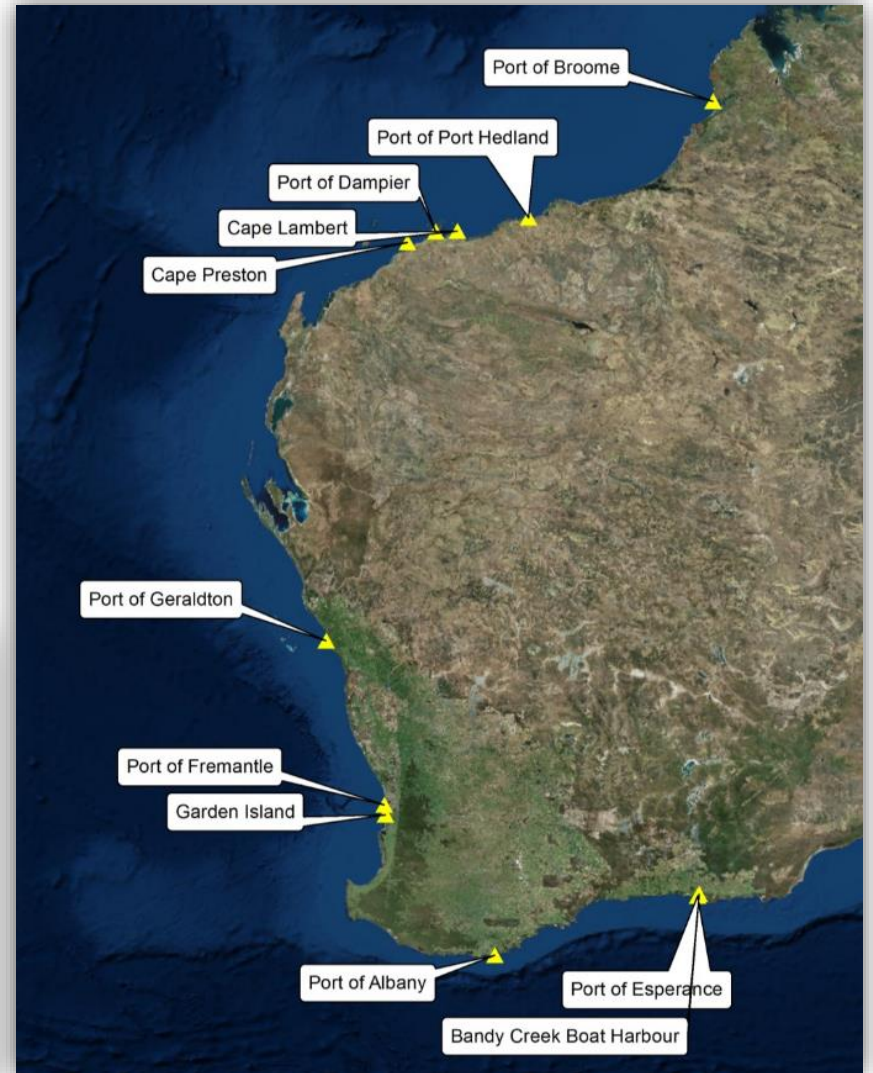 Port of Broome
Port of Port Hedland
Port of Dampier
Cape Lambert
Cape Preston
Port of Geraldton
Port of Fremantle
Garden Island
Port of Albany
Port of Esperance
Bandy Creek Boat Harbour